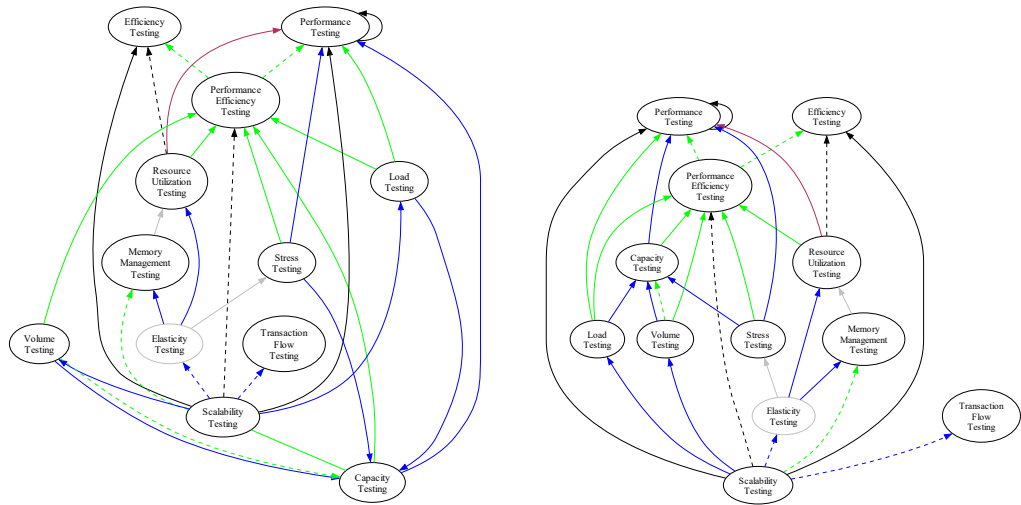 Efficiency
Testing
Performance
Testing
Performance
Efficiency
Testing
Resource
Utilization
Testing
Load
Testing
Memory
Management
Testing
Stress
Testing
Volume
Testing
Elasticity
Testing
Transaction
Flow
Testing
Scalability
Testing
Capacity
Testing
Performance
Testing
Efficiency
Testing
Performance
Efficiency
Testing
Capacity
Testing
Resource
Utilization
Testing
Load
Testing
Volume
Testing
Stress
Testing
Memory
Management
Testing
Elasticity
Testing
Transaction
Flow
Testing
Scalability
Testing